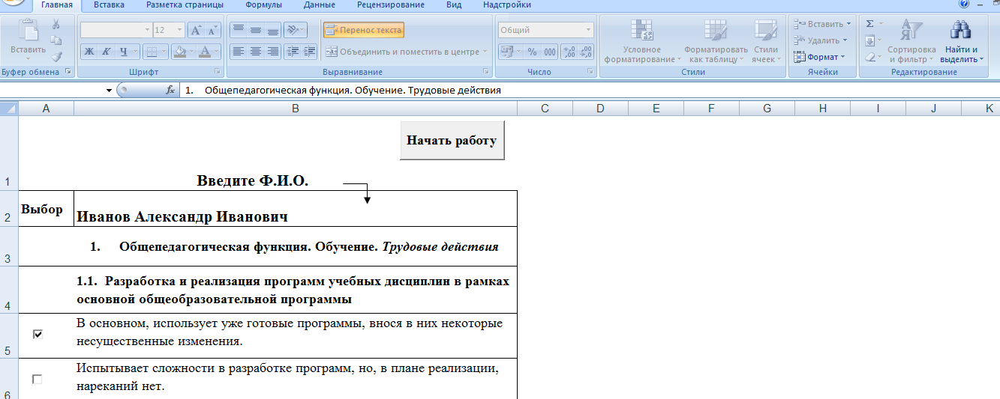 Главная Вставка Разметка страницы Формулы Данные Рецензирование Вид Надстройки
12 А А Перенос текста Общий Вставить Σ
Вставить Условное форматирование Форматировать как таблицу Стили ячеек Удалить Сортировка и фильтр Найти и выделить
Ж К Ч А Объединить и поместить в центре % 000 ,00 ,0 Формат
Буфер обмена Шрифт Выравнивание Число Стили Ячейки Редактирование
fx 1. Общепедагогическая функция. Обучение. Трудовые действия
A B C D E F G H I J K
Начать работу
1 Введите Ф.И.О.
2 Выбор Иванов Александр Иванович
3 1. Общепедагогическая функция. Обучение. Трудовые действия
1.1. Разработка и реализация программ учебных дисциплин в рамках
4 основной общеобразовательной программы
В основном, использует уже готовые программы, внося в них некоторые
5 несущественные изменения.
Испытывает сложности в разработке программ, но, в плане реализации,
6 нареканий нет.